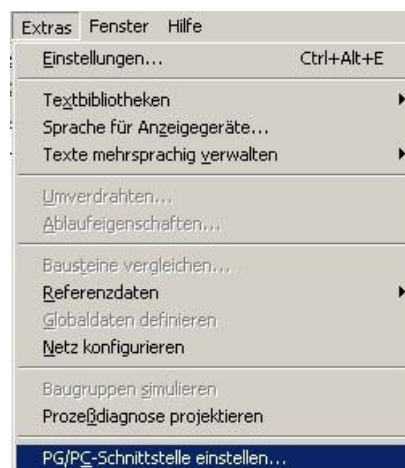 Extras Fenster Hilfe
Einstellungen... Ctrl+Alt+E
Textbibliotheken
Sprache für Anzeigegeräte...
Texte mehrsprachig verwalten
Umverdrahten...
Ablaufeigenschaften...
Bausteine vergleichen...
Referenzdaten
Globaldaten definieren
Netz konfigurieren
Baugruppen simulieren
Prozeßdiagnose projektieren
PG/PC-Schnittstelle einstellen...